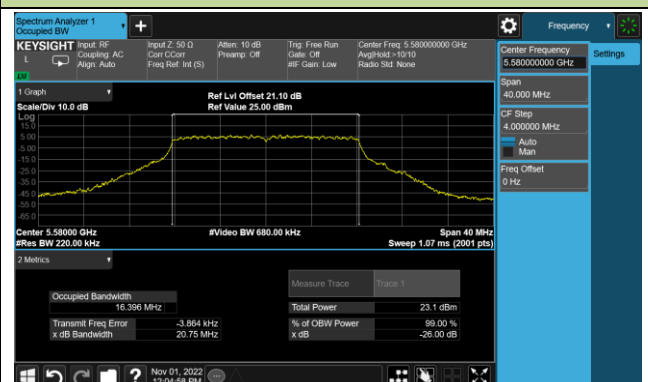 Spectrum Analyzer 1
Occupied BW
Frequency
KEYSIGHT
L
Input: RF
Coupling: AC
Align: Auto
Input Z: 50 Ω
Corr CCorr
Freq Ref: Int (S)
Atten: 10 dB
Preamp: Off
Trig: Free Run
Gate: Off
#IF Gain: Low
Center Freq: 5.580000000 GHz
Avg|Hold:>10/10
Radio Std: None
Center Frequency
5.580000000 GHz
Settings
Span
40.000 MHz
CF Step
4.000000 MHz
Auto
Man
Freq Offset
0 Hz
1 Graph
Scale/Div 10.0 dB
Ref Lvl Offset 21.10 dB
Ref Value 25.00 dBm
Log
15.0
5.00
-5.00
-15.0
-25.0
-35.0
-45.0
-55.0
-65.0
Center 5.58000 GHz
#Res BW 220.00 kHz
#Video BW 680.00 kHz
Span 40 MHz
Sweep 1.07 ms (2001 pts)
2 Metrics
Measure Trace
Trace 1
Occupied Bandwidth
16.396 MHz
Total Power
23.1 dBm
Transmit Freq Error
-3.864 kHz
% of OBW Power
99.00 %
x dB Bandwidth
20.75 MHz
x dB
-26.00 dB
?
Nov 01, 2022
12:04:58 PM